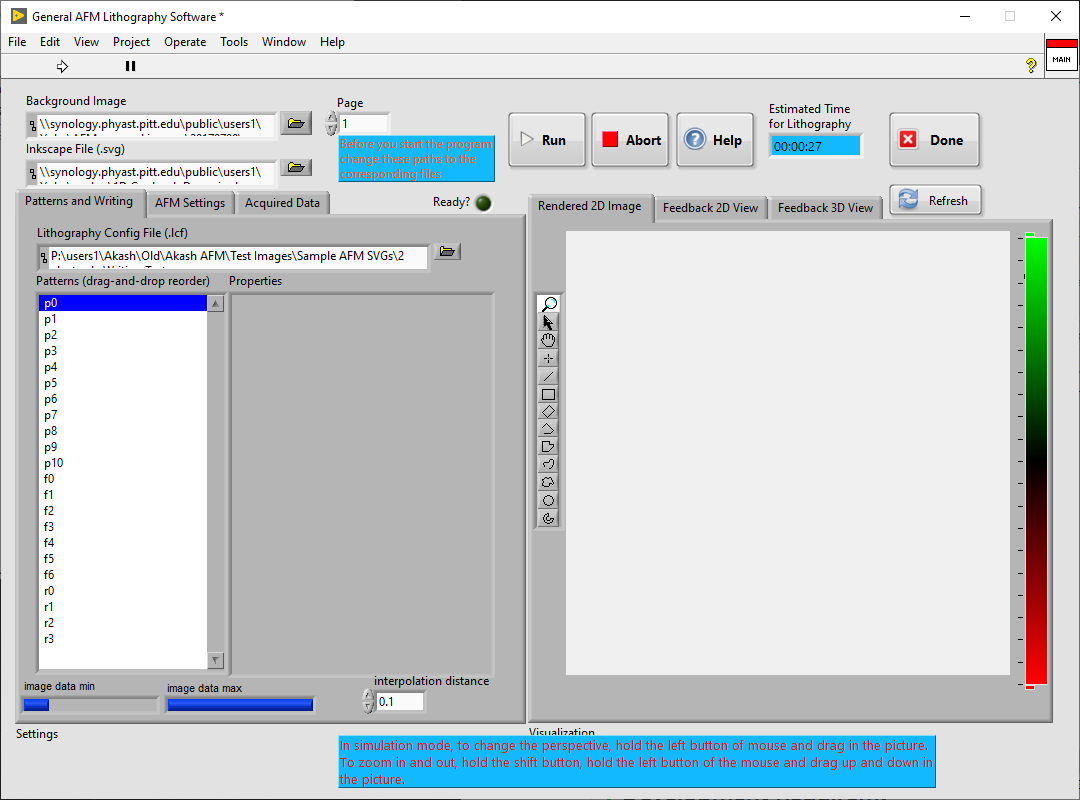 General AFM Lithography Software *
File Edit View Project Operate Tools Window Help
MAIN
Background Image
\\synology.phyast.pitt.edu\public\users1\
Page
1
Before you start the program
change these paths to the
corresponding files
Inkscape File (.svg)
\\synology.phyast.pitt.edu\public\users1\
Run
Abort
Help
Estimated Time
for Lithography
00:00:27
Done
Refresh
Patterns and Writing
AFM Settings
Acquired Data
Ready?
Rendered 2D Image
Feedback 2D View
Feedback 3D View
Lithography Config File (.lcf)
P:\users1\Akash\Old\Akash AFM\Test Images\Sample AFM SVGs\2
Patterns (drag-and-drop reorder)
Properties
p0
p1
p2
p3
p4
p5
p6
p7
p8
p9
p10
f0
f1
f2
f3
f4
f5
f6
r0
r1
r2
r3
image data min
image data max
interpolation distance
0.1
Settings
Visualization
In simulation mode, to change the perspective, hold the left button of mouse and drag in the picture.
To zoom in and out, hold the shift button, hold the left button of the mouse and drag up and down in
the picture.